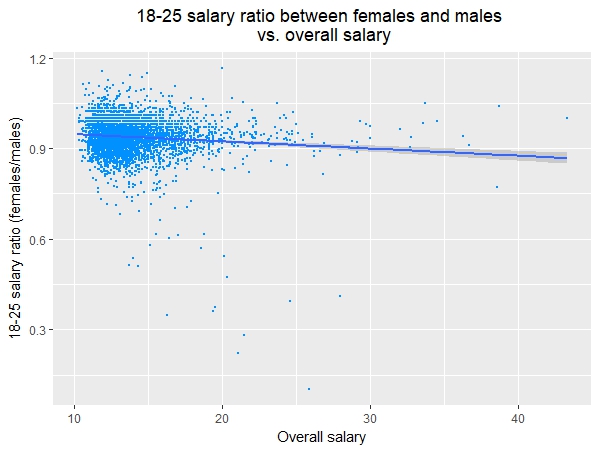 18-25 salary ratio between females and males
vs. overall salary
1.2
0.9
0.6
0.3
18-25 salary ratio (females/males)
10 20 30 40
Overall salary